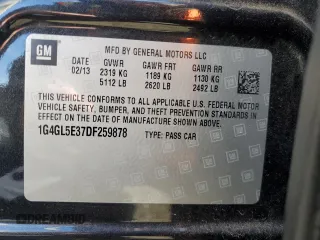 GM
MFD BY GENERAL MOTORS LLC
DATE GVWR GAWR FRT GAWR RR
02/13 2319 KG 1189 KG 1130 KG
5112 LB 2620 LB 2492 LB
THIS VEHICLE CONFORMS TO ALL APPLICABLE U.S. FEDERAL MOTOR VEHICLE
SAFETY, BUMPER, AND THEFT PREVENTION STANDARDS IN
EFFECT ON THE DATE OF MANUFACTURE SHOWN ABOVE.
1G4GL5E37DF259878 TYPE: PASS CAR
DREAMBID